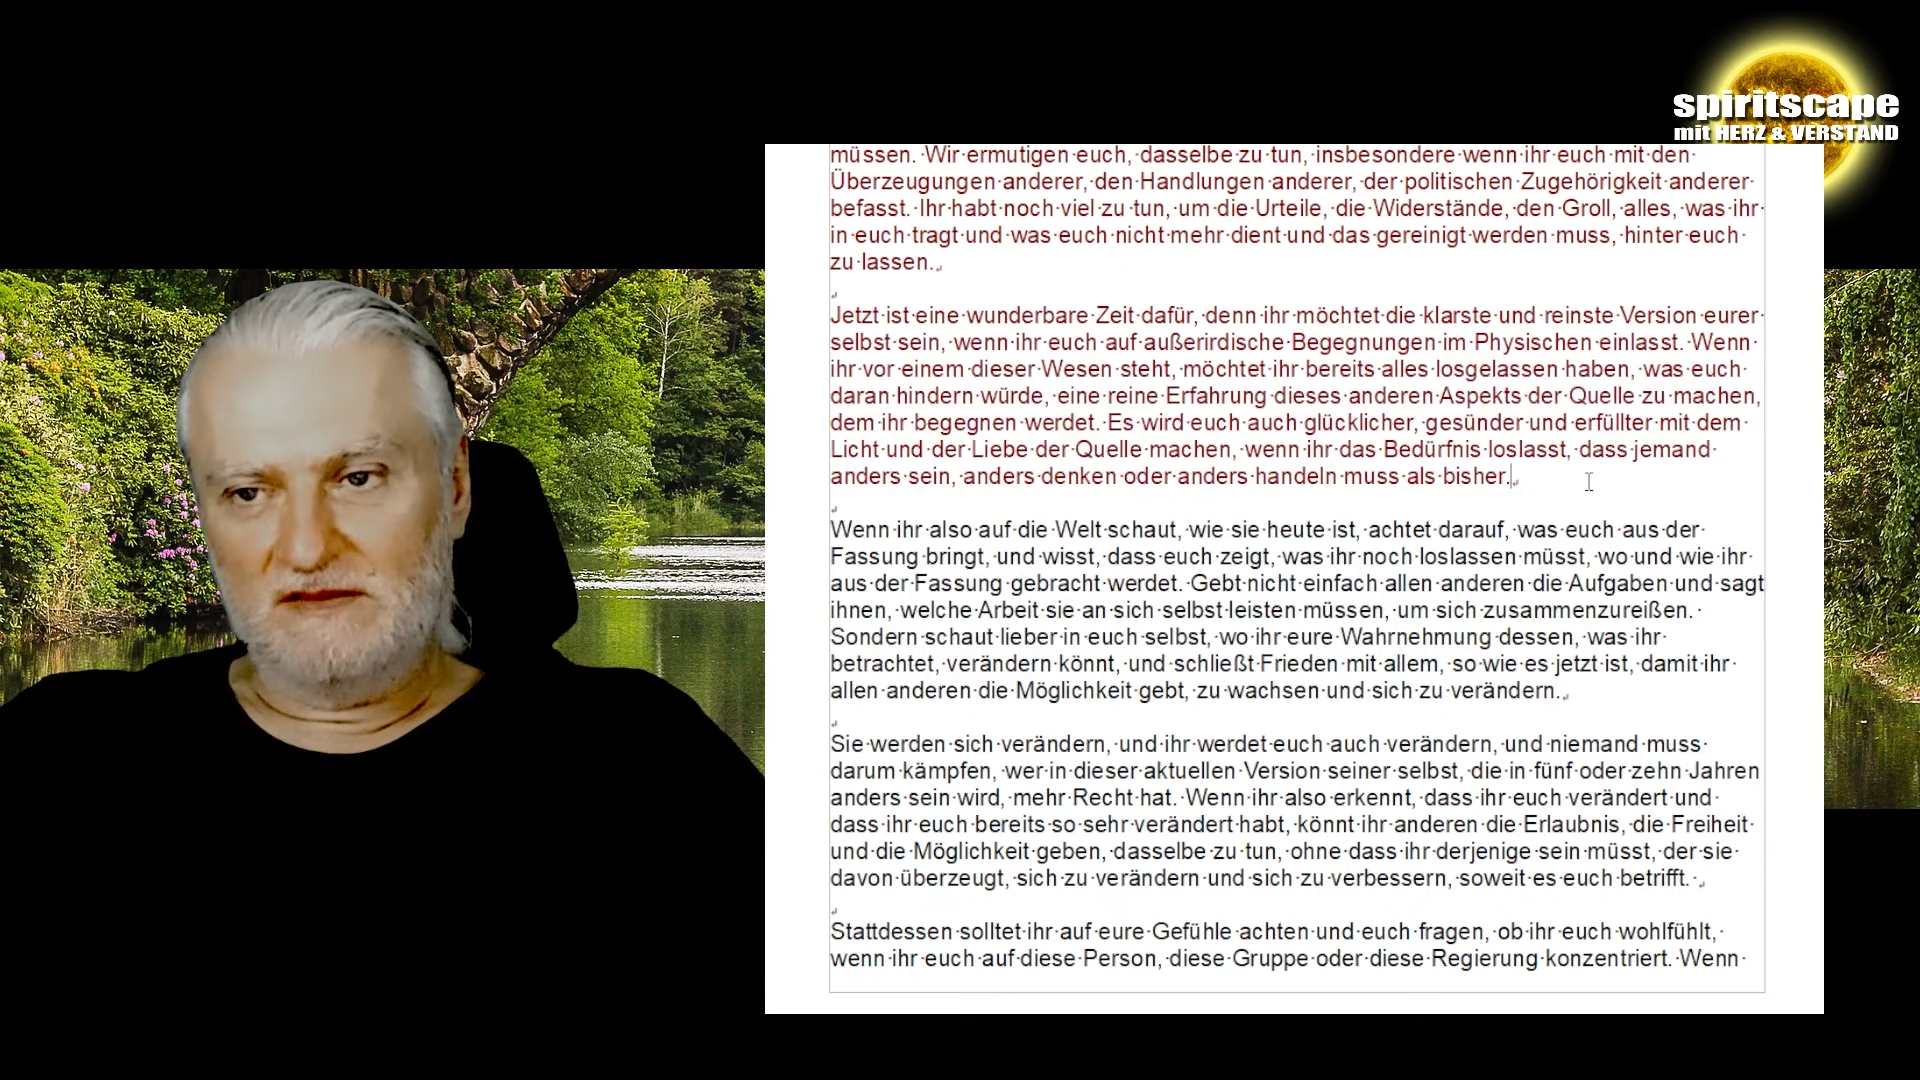 spiritscape
mit HERZ & VERSTAND
müssen. Wir ermutigen euch, dasselbe zu tun, insbesondere wenn ihr euch mit den
Überzeugungen anderer, den Handlungen anderer, der politischen Zugehörigkeit anderer
befasst. Ihr habt noch viel zu tun, um die Urteile, die Widerstände, den Groll, alles, was ihr
in euch tragt und was euch nicht mehr dient und das gereinigt werden muss, hinter euch
zu lassen.
Jetzt ist eine wunderbare Zeit dafür, denn ihr möchtet die klarste und reinste Version eurer
selbst sein, wenn ihr euch auf außerirdische Begegnungen im Physischen einlasst. Wenn
ihr vor einem dieser Wesen steht, möchtet ihr bereits alles losgelassen haben, was euch
daran hindern würde, eine reine Erfahrung dieses anderen Aspekts der Quelle zu machen,
dem ihr begegnen werdet. Es wird euch auch glücklicher, gesünder und erfüllter mit dem
Licht und der Liebe der Quelle machen, wenn ihr das Bedürfnis loslasst, dass jemand
anders sein, anders denken oder anders handeln muss als bisher.
Wenn ihr also auf die Welt schaut, wie sie heute ist, achtet darauf, was euch aus der
Fassung bringt, und wisst, dass euch zeigt, was ihr noch loslassen müsst, wo und wie ihr
aus der Fassung gebracht werdet. Gebt nicht einfach allen anderen die Aufgaben und sagt
ihnen, welche Arbeit sie an sich selbst leisten müssen, um sich zusammenzureißen.
Sondern schaut lieber in euch selbst, wo ihr eure Wahrnehmung dessen, was ihr
betrachtet, verändern könnt, und schließt Frieden mit allem, so wie es jetzt ist, damit ihr
allen anderen die Möglichkeit gebt, zu wachsen und sich zu verändern.
Sie werden sich verändern, und ihr werdet euch auch verändern, und niemand muss
darum kämpfen, wer in dieser aktuellen Version seiner selbst, die in fünf oder zehn Jahren
anders sein wird, mehr Recht hat. Wenn ihr also erkennt, dass ihr euch verändert und
dass ihr euch bereits so sehr verändert habt, könnt ihr anderen die Erlaubnis, die Freiheit
und die Möglichkeit geben, dasselbe zu tun, ohne dass ihr derjenige sein müsst, der sie
davon überzeugt, sich zu verändern und sich zu verbessern, soweit es euch betrifft.
Stattdessen solltet ihr auf eure Gefühle achten und euch fragen, ob ihr euch wohlfühlt,
wenn ihr euch auf diese Person, diese Gruppe oder diese Regierung konzentriert. Wenn